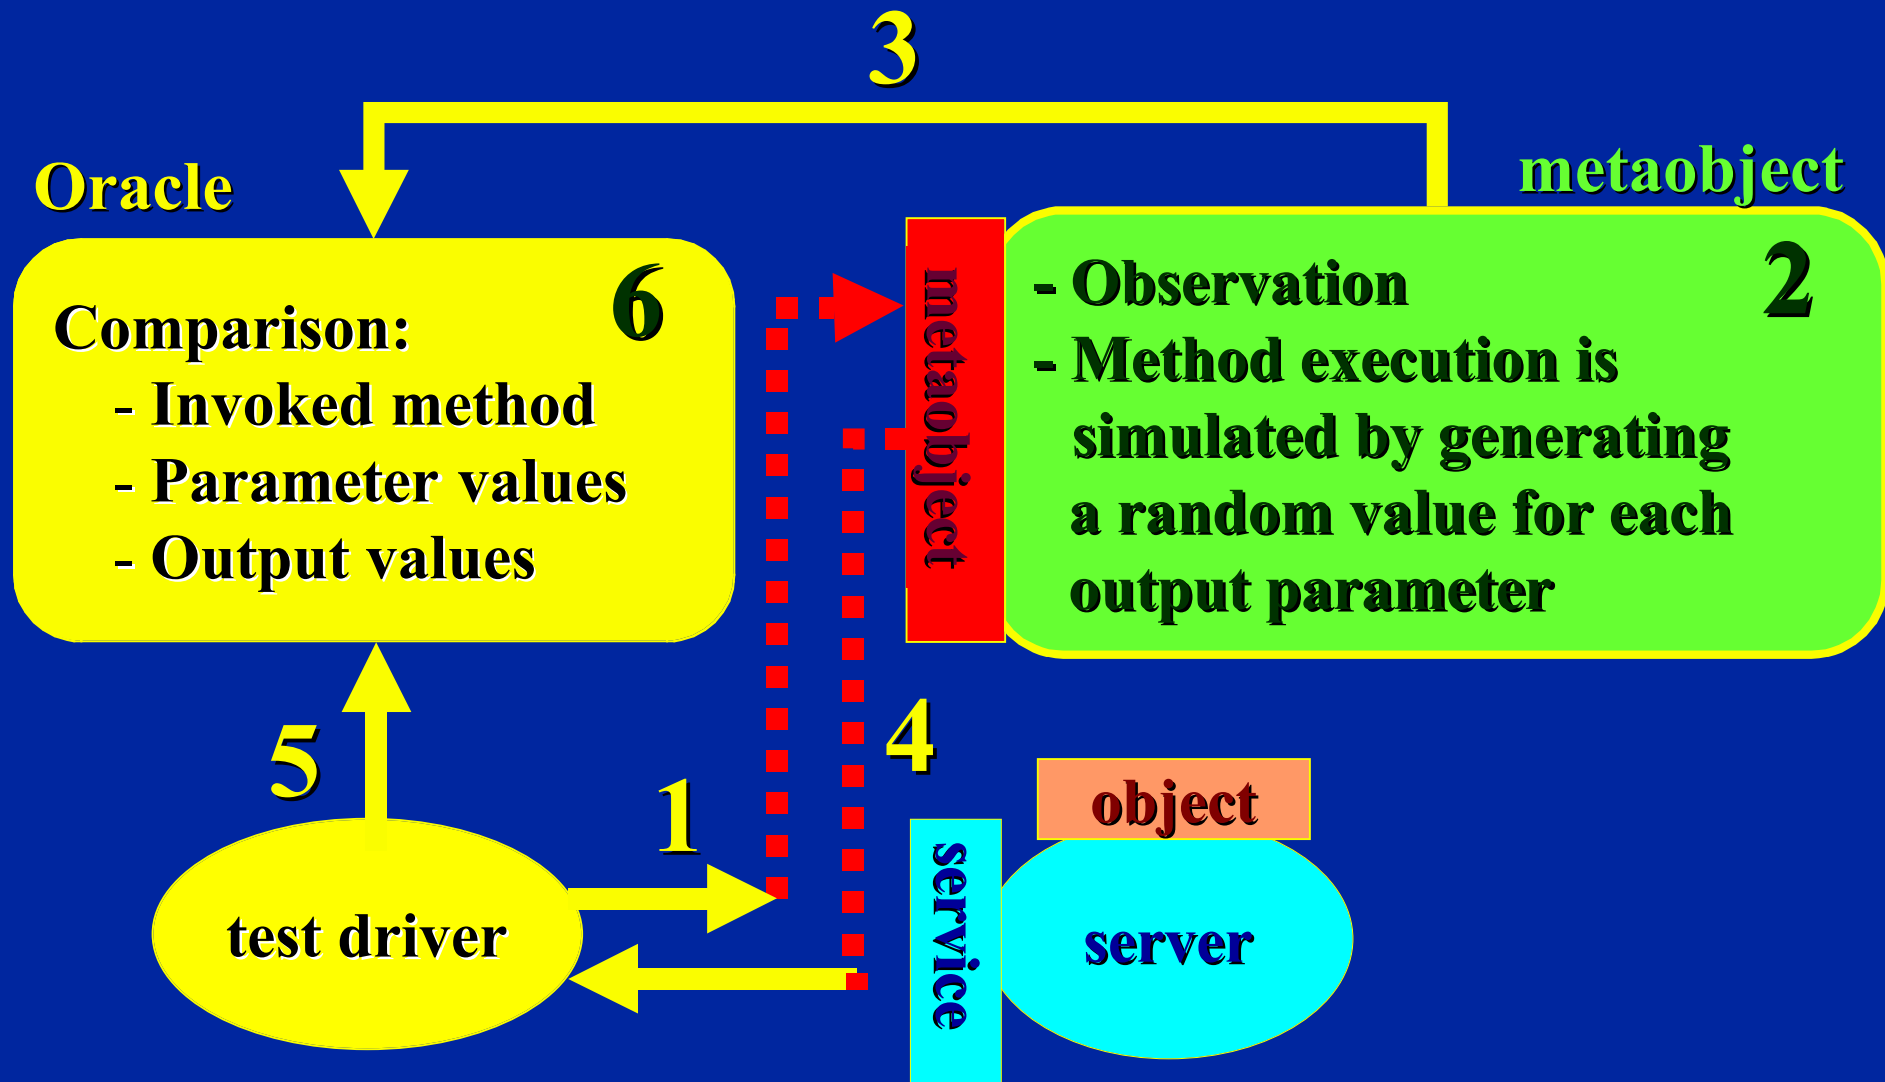 3
Oracle
metaobject
6
Comparison:
- Invoked method
- Parameter values
- Output values
metaobject
2
- Observation
- Method execution is
simulated by generating
a random value for each
output parameter
5
1
4
test driver
object
service
server